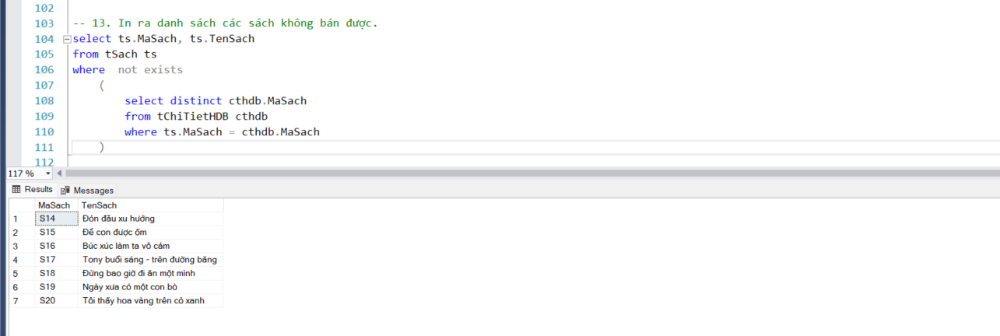 102
103 -- 13. In ra danh sách các sách không bán được.
104 select ts.MaSach, ts.TenSach
105 from tSach ts
106 where  not exists
107 (
108 select distinct cthdb.MaSach
109 from tChiTietHDB cthdb
110 where ts.MaSach = cthdb.MaSach
111 )
112
117 %
Results Messages
MaSach TenSach
1 S14 Đón đầu xu hướng
2 S15 Để con được ốm
3 S16 Búc xúc làm ta vô cảm
4 S17 Tony buổi sáng - trên đường băng
5 S18 Đừng bao giờ đi ăn một mình
6 S19 Ngày xưa có một con bò
7 S20 Tôi thấy hoa vàng trên cỏ xanh